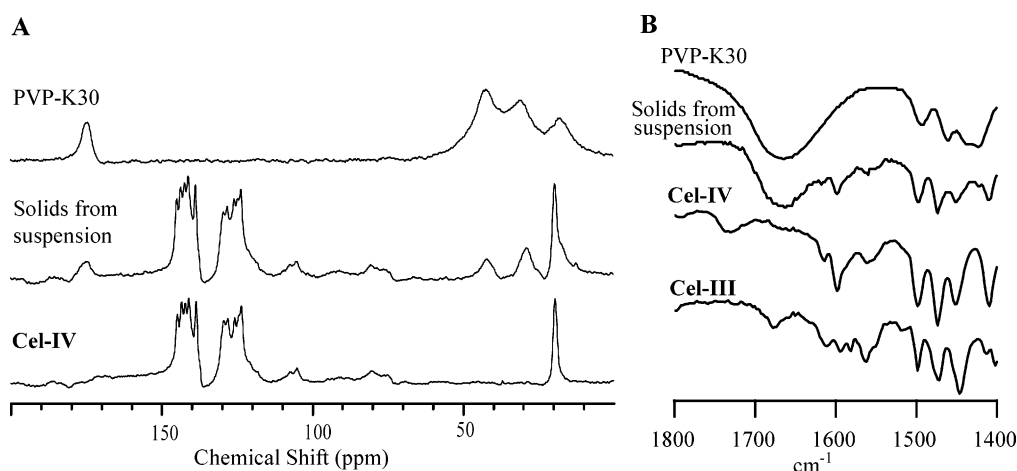 A
PVP-K30
Solids from
suspension
Cel-IV
150
100
50
Chemical Shift (ppm)
B
PVP-K30
Solids from
suspension
Cel-IV
Cel-III
1800
1700
1600
1500
1400
cm-1